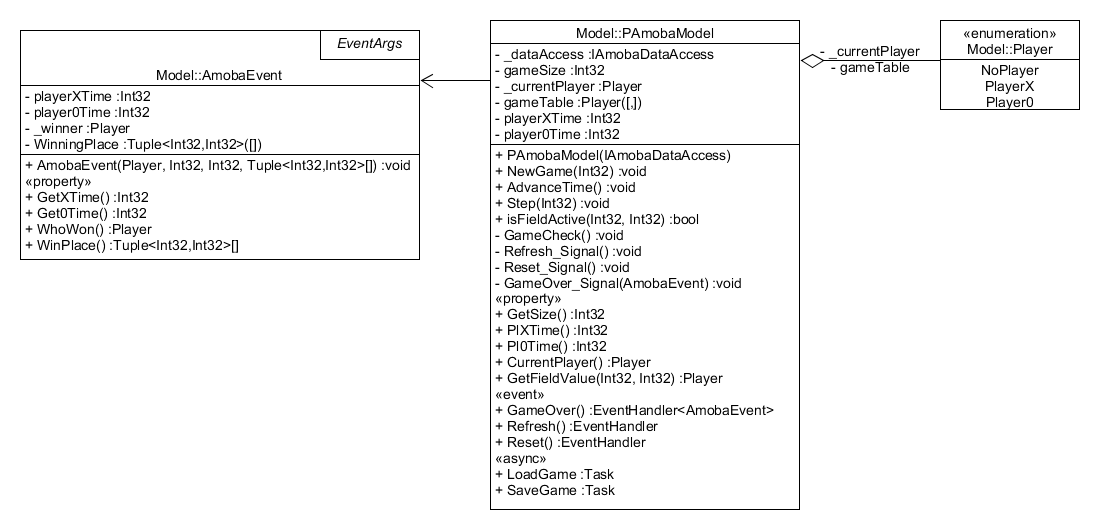 EventArgs
Model::AmobaEvent
- playerXTime :Int32
- player0Time :Int32
- _winner :Player
- WinningPlace :Tuple<Int32,Int32>([])
+ AmobaEvent(Player, Int32, Int32, Tuple<Int32,Int32>[]) :void
«property»
+ GetXTime() :Int32
+ Get0Time() :Int32
+ WhoWon() :Player
+ WinPlace() :Tuple<Int32,Int32>[]
Model::PAmobaModel
- _dataAccess :IAmobaDataAccess
- gameSize :Int32
- _currentPlayer :Player
- gameTable :Player([,])
- playerXTime :Int32
- player0Time :Int32
+ PAmobaModel(IAmobaDataAccess)
+ NewGame(Int32) :void
+ AdvanceTime() :void
+ Step(Int32) :void
+ isFieldActive(Int32, Int32) :bool
- GameCheck() :void
- Refresh_Signal() :void
- Reset_Signal() :void
- GameOver_Signal(AmobaEvent) :void
«property»
+ GetSize() :Int32
+ PlXTime() :Int32
+ Pl0Time() :Int32
+ CurrentPlayer() :Player
+ GetFieldValue(Int32, Int32) :Player
«event»
+ GameOver() :EventHandler<AmobaEvent>
+ Refresh() :EventHandler
+ Reset() :EventHandler
«async»
+ LoadGame :Task
+ SaveGame :Task
- _currentPlayer
- gameTable
«enumeration»
Model::Player
NoPlayer
PlayerX
Player0